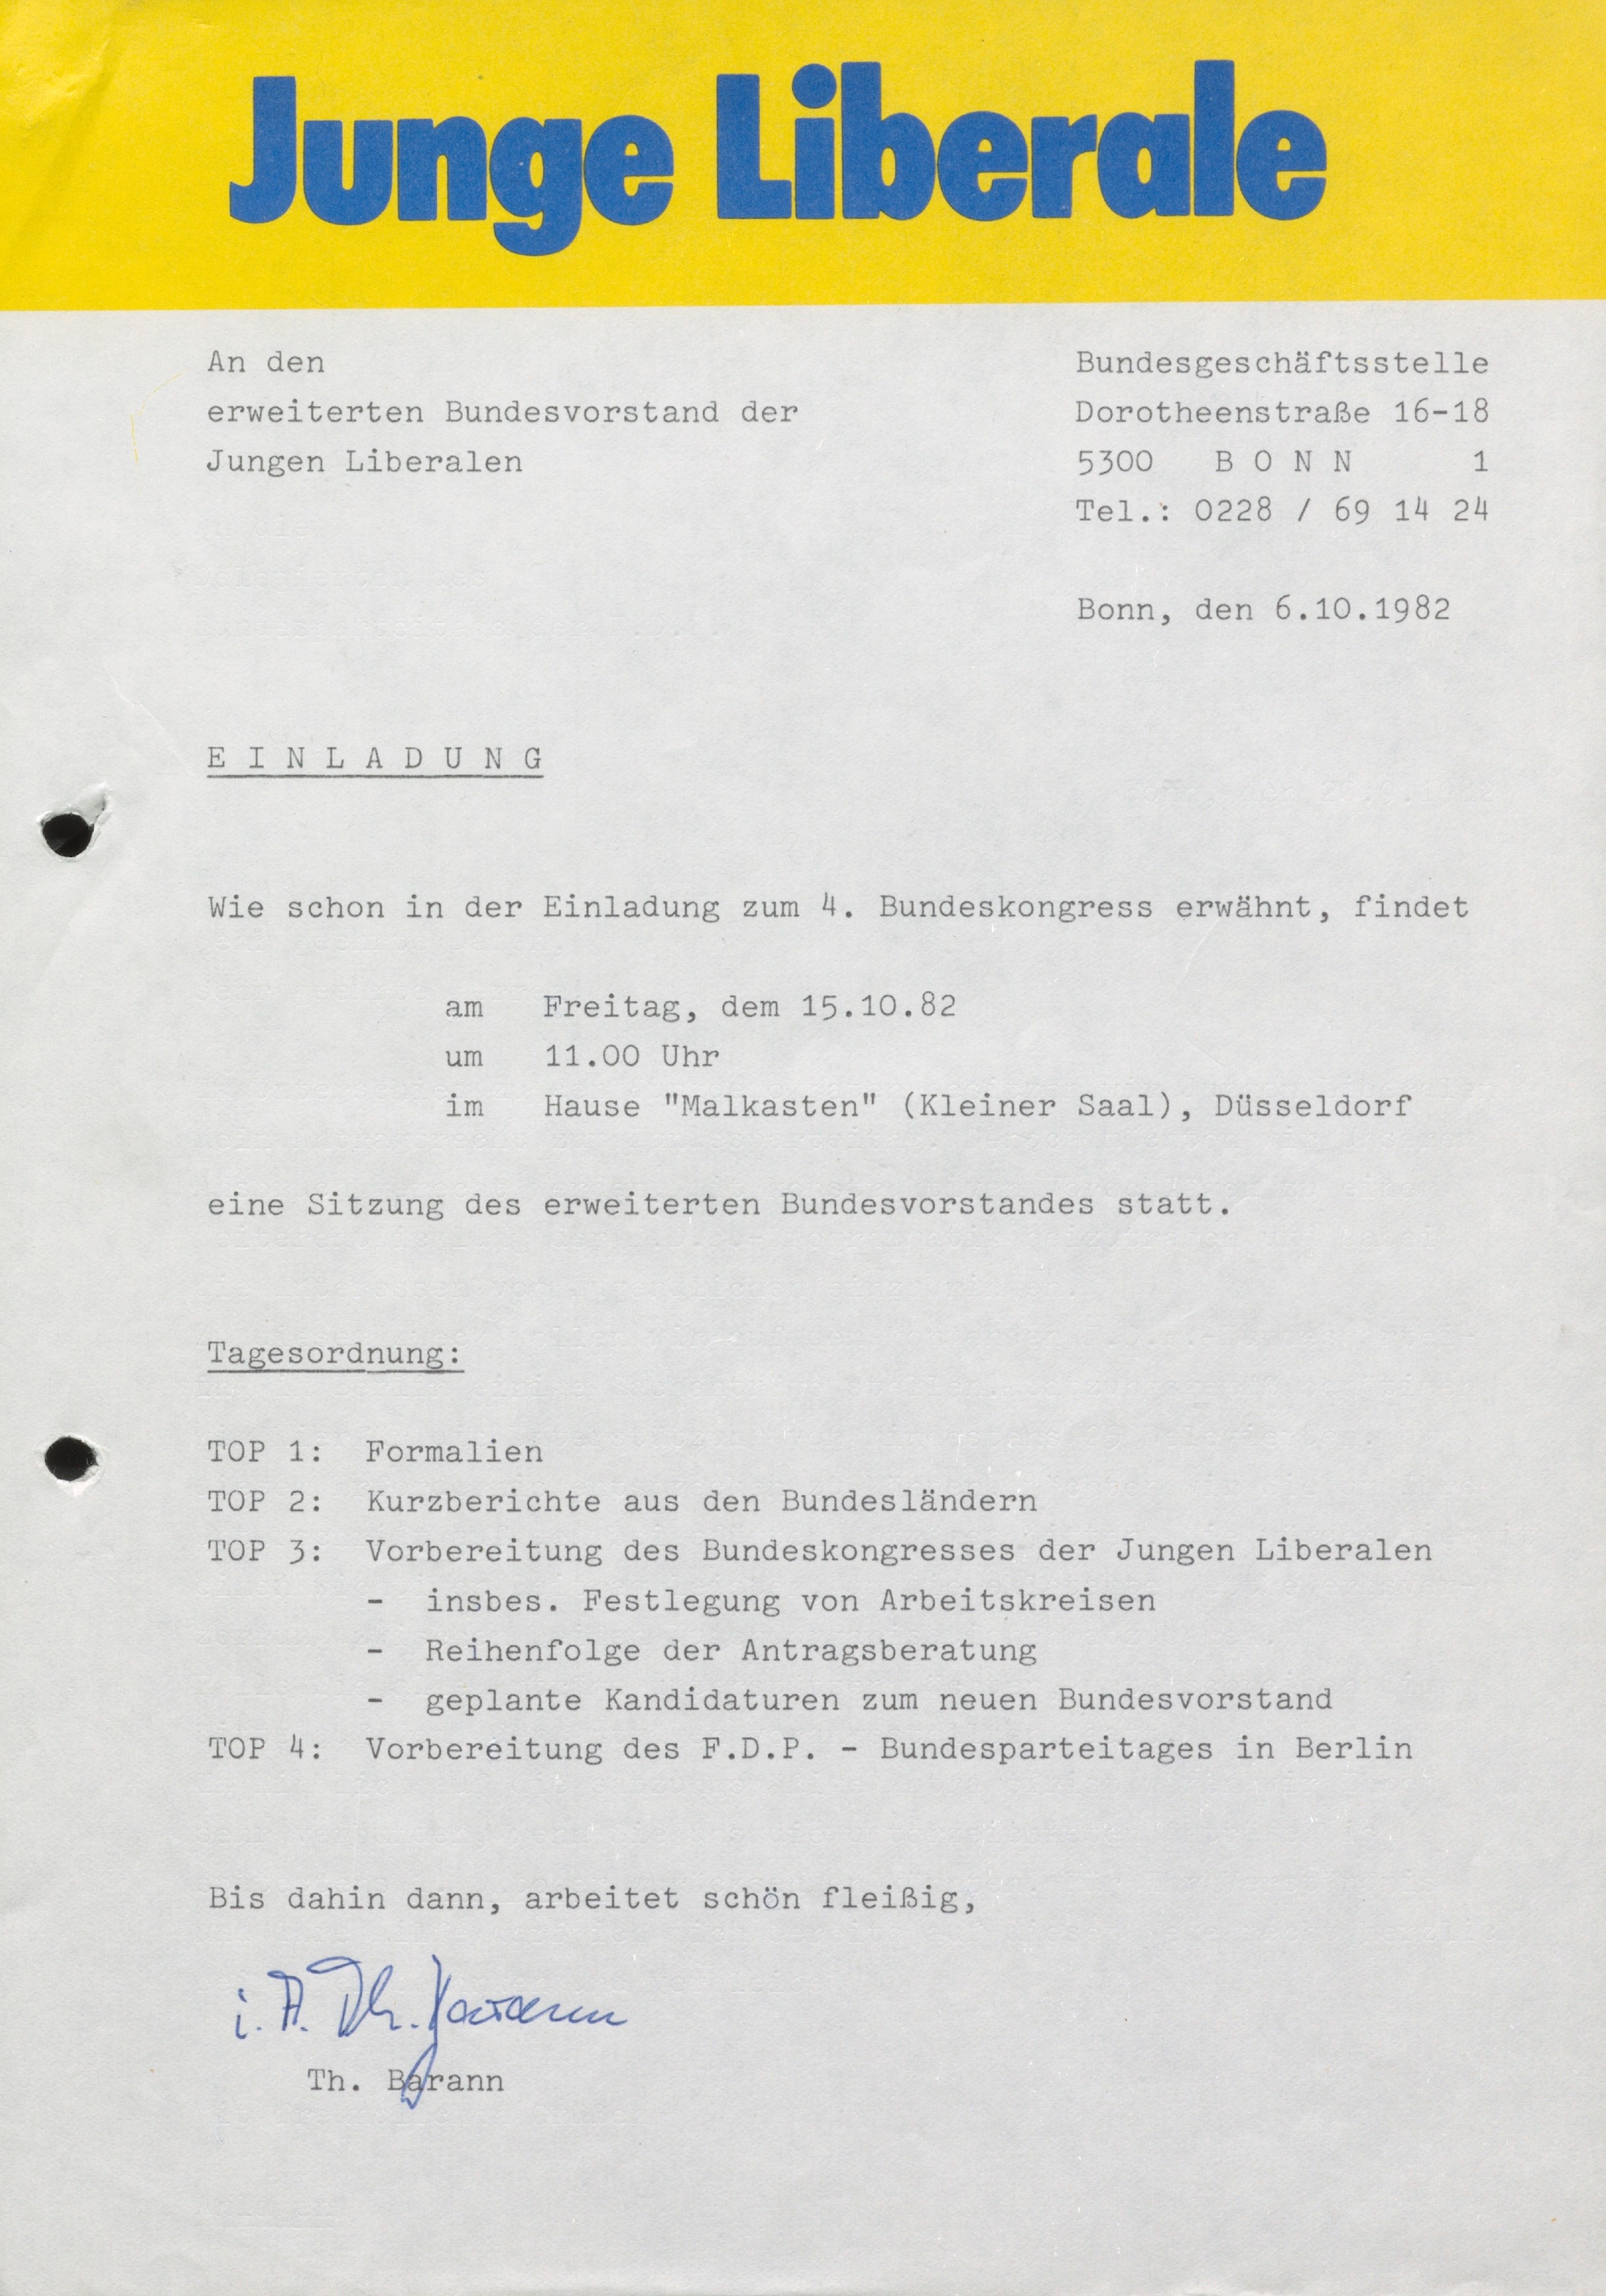 Junge Liberale
An den
erweiterten Bundesvorstand der
Jungen Liberalen
Bundesgeschäftsstelle
Dorotheenstraße 16-18
5300 B O N N 1
Tel.: 0228 / 69 14 24
Bonn, den 6.10.1982
E I N L A D U N G
Wie schon in der Einladung zum 4. Bundeskongress erwähnt, findet
am Freitag, dem 15.10.82
um 11.00 Uhr
im Hause "Malkasten" (Kleiner Saal), Düsseldorf
eine Sitzung des erweiterten Bundesvorstandes statt.
Tagesordnung:
TOP 1: Formalien
TOP 2: Kurzberichte aus den Bundesländern
TOP 3: Vorbereitung des Bundeskongresses der Jungen Liberalen
- insbes. Festlegung von Arbeitskreisen
- Reihenfolge der Antragsberatung
- geplante Kandidaturen zum neuen Bundesvorstand
TOP 4: Vorbereitung des F.D.P. - Bundesparteitages in Berlin
Bis dahin dann, arbeitet schön fleißig,
i. A. Th. Barann
Th. Barann